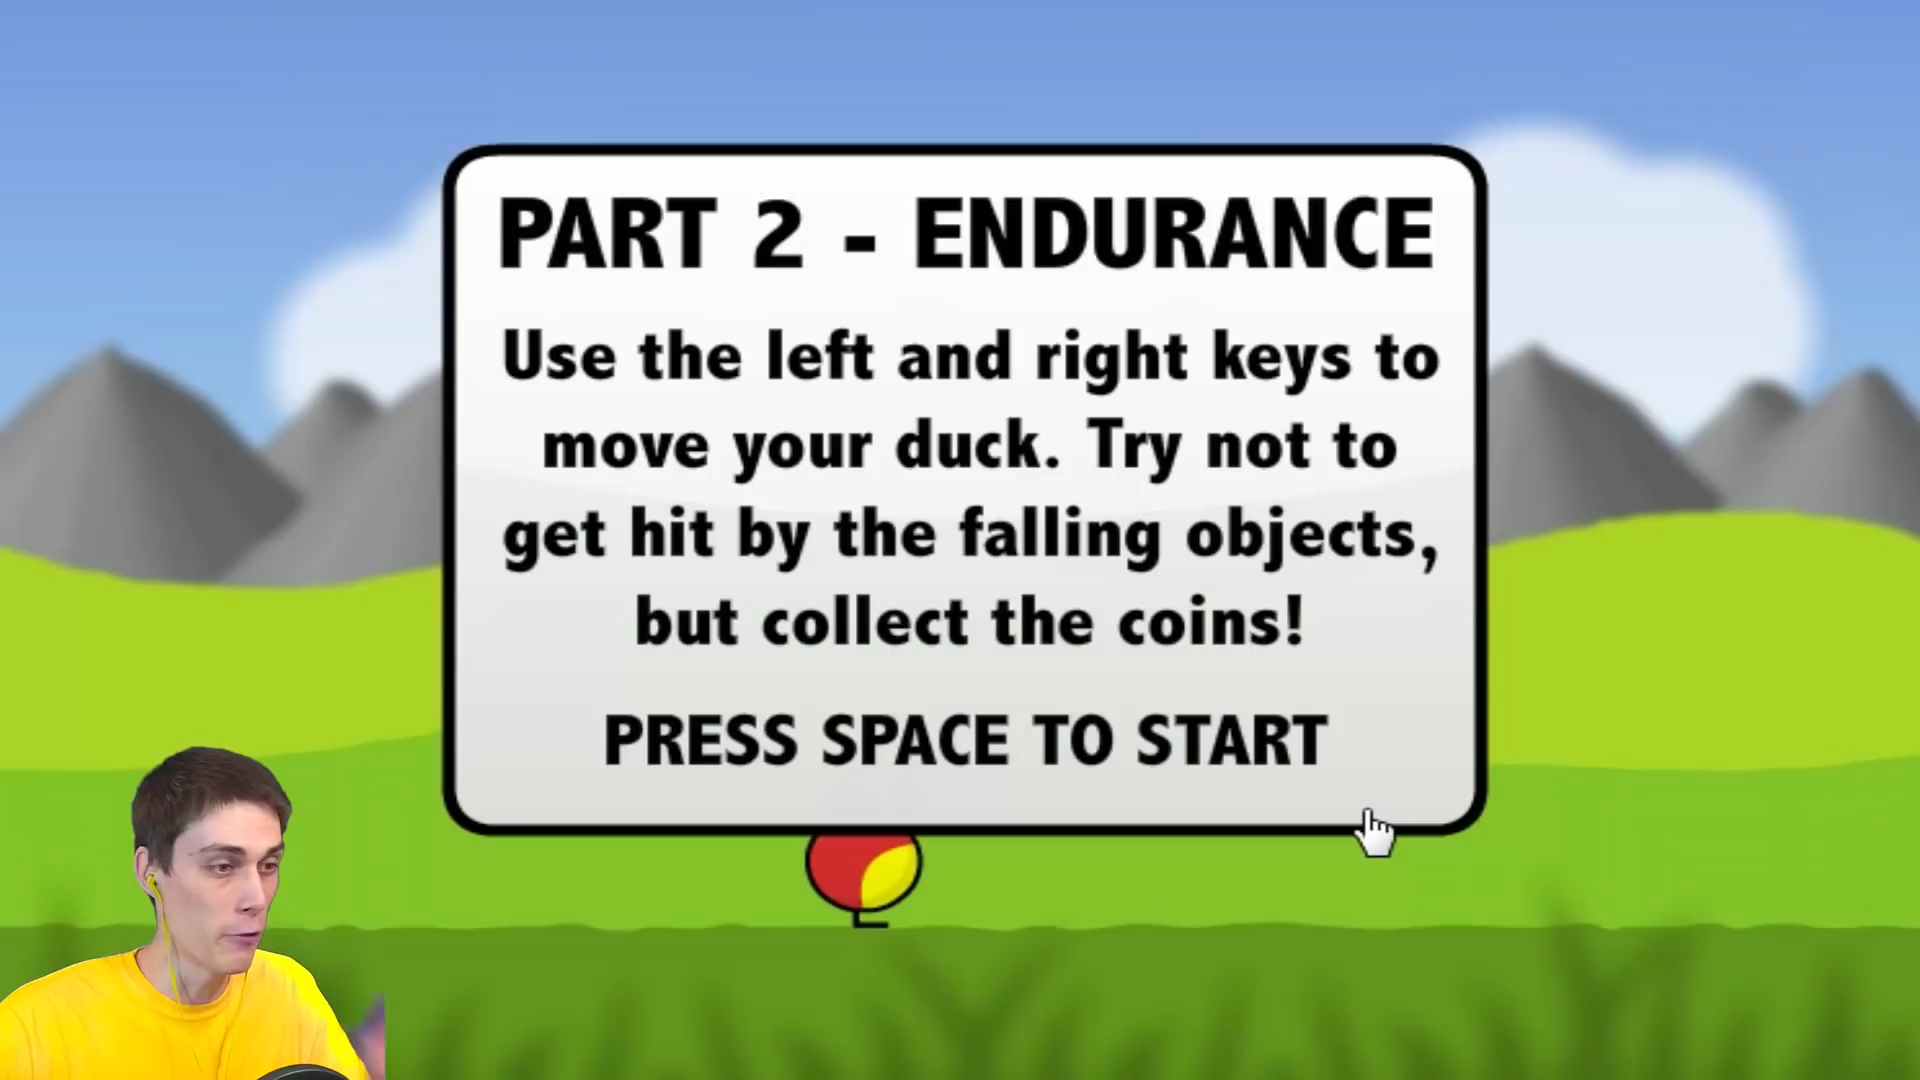 PART 2 - ENDURANCE
Use the left and right keys to
move your duck. Try not to
get hit by the falling objects,
but collect the coins!
PRESS SPACE TO START